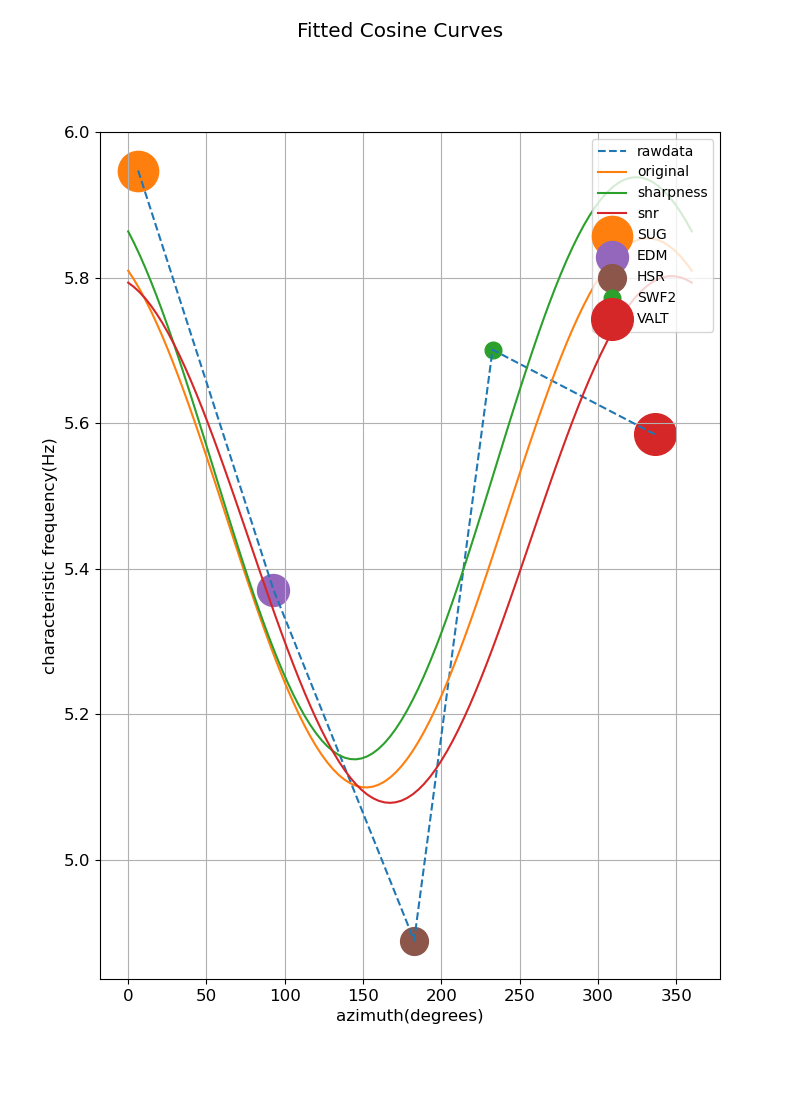 Fitted Cosine Curves
6.0
5.8
5.6
5.4
5.2
5.0
characteristic frequency(Hz)
rawdata
original
sharpness
snr
SUG
EDM
HSR
SWF2
VALT
0 50 100 150 200 250 300 350
azimuth(degrees)